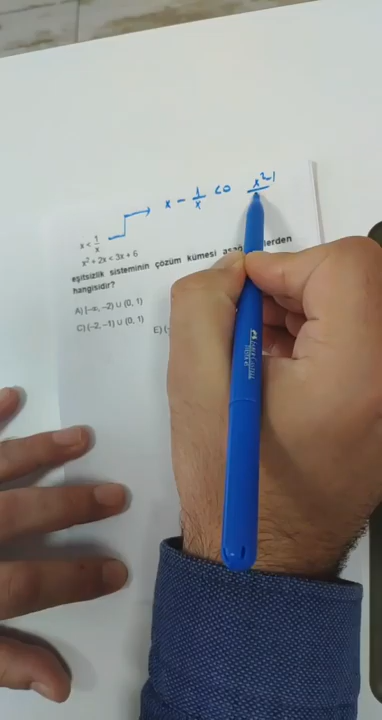 x < 1/x
x² + 2x < 3x + 6
x - 1/x < 0 x²-1
eşitsizlik sisteminin çözüm kümesi lerden
hangisidir?
A) [-∞, -2) ∪ (0, 1)
C) (-2, -1) ∪ (0, 1)
E) (-